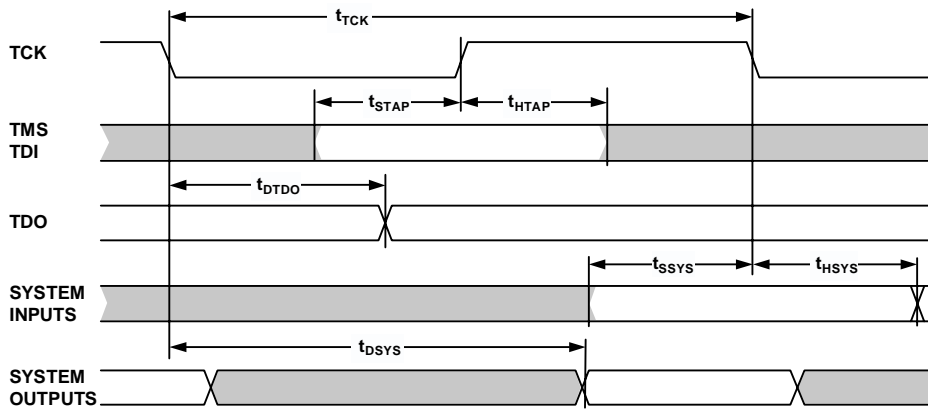 tTCK
TCK
tSTAP
tHTAP
TMS
TDI
tDTDO
TDO
tSSYS
tHSYS
SYSTEM
INPUTS
tDSYS
SYSTEM
OUTPUTS